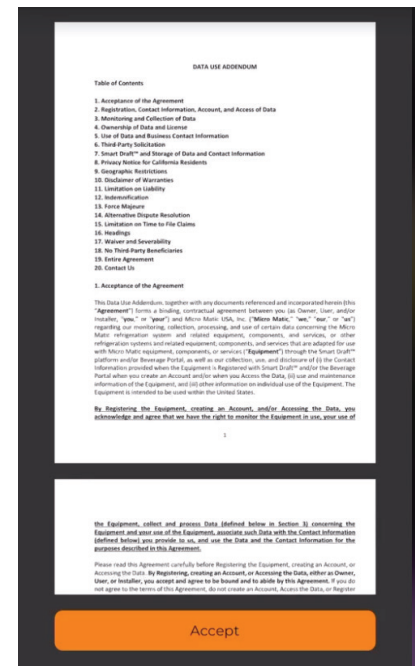 DATA USE ADDENDUM
Table of Contents
1. Acceptance of the Agreement
2. Registration, Contact Information, Account, and Access of Data
3. Monitoring and Collection of Data
4. Ownership of Data and License
5. Use of Data and Business Contact Information
6. Third-Party Solicitation
7. Smart Draft™ and Storage of Data and Contact Information
8. Privacy Notice for California Residents
9. Geographic Restrictions
10. Disclaimer of Warranties
11. Limitation on Liability
12. Indemnification
13. Force Majeure
14. Alternative Dispute Resolution
15. Limitation on Time to File Claims
16. Headings
17. Waiver and Severability
18. No Third-Party Beneficiaries
19. Entire Agreement
20. Contact Us
1. Acceptance of the Agreement
This Data Use Addendum, together with any documents referenced and incorporated herein (this
"Agreement") forms a binding, contractual agreement between you (as Owner, User, and/or
Installer, "you," or "your") and Micro Matic USA, Inc. ("Micro Matic," "we," "our," or "us")
regarding our monitoring, collection, processing, and use of certain data concerning the Micro
Matic refrigeration system and related equipment, components, and services, or other
refrigeration systems and related equipment, components, and services that are adapted for use
with Micro Matic equipment, components, or services ("Equipment") through the Smart Draft™
platform and/or Beverage Portal, as well as our collection, use, and disclosure of (i) the Contact
Information provided when the Equipment is Registered with Smart Draft™ and/or the Beverage
Portal when you create an Account and/or when you Access the Data, (ii) use and maintenance
information of the Equipment, and (iii) other information on individual use of the Equipment. The
Equipment is intended to be used within the United States.
By Registering the Equipment, creating an Account, and/or Accessing the Data, you
acknowledge and agree that we have the right to monitor the Equipment in use, your use of
1
the Equipment, collect and process Data (defined below in Section 3) concerning the
Equipment and your use of the Equipment, associate such Data with the Contact Information
(defined below) you provide to us, and use the Data and the Contact Information for the
purposes described in this Agreement.
Please read this Agreement carefully before Registering the Equipment, creating an Account, or
Accessing the Data. By Registering, creating an Account, or Accessing the Data, either as Owner,
User, or Installer, you accept and agree to be bound and to abide by this Agreement. If you do
not agree to the terms of this Agreement, do not create an Account, Access the Data, or Register
Accept